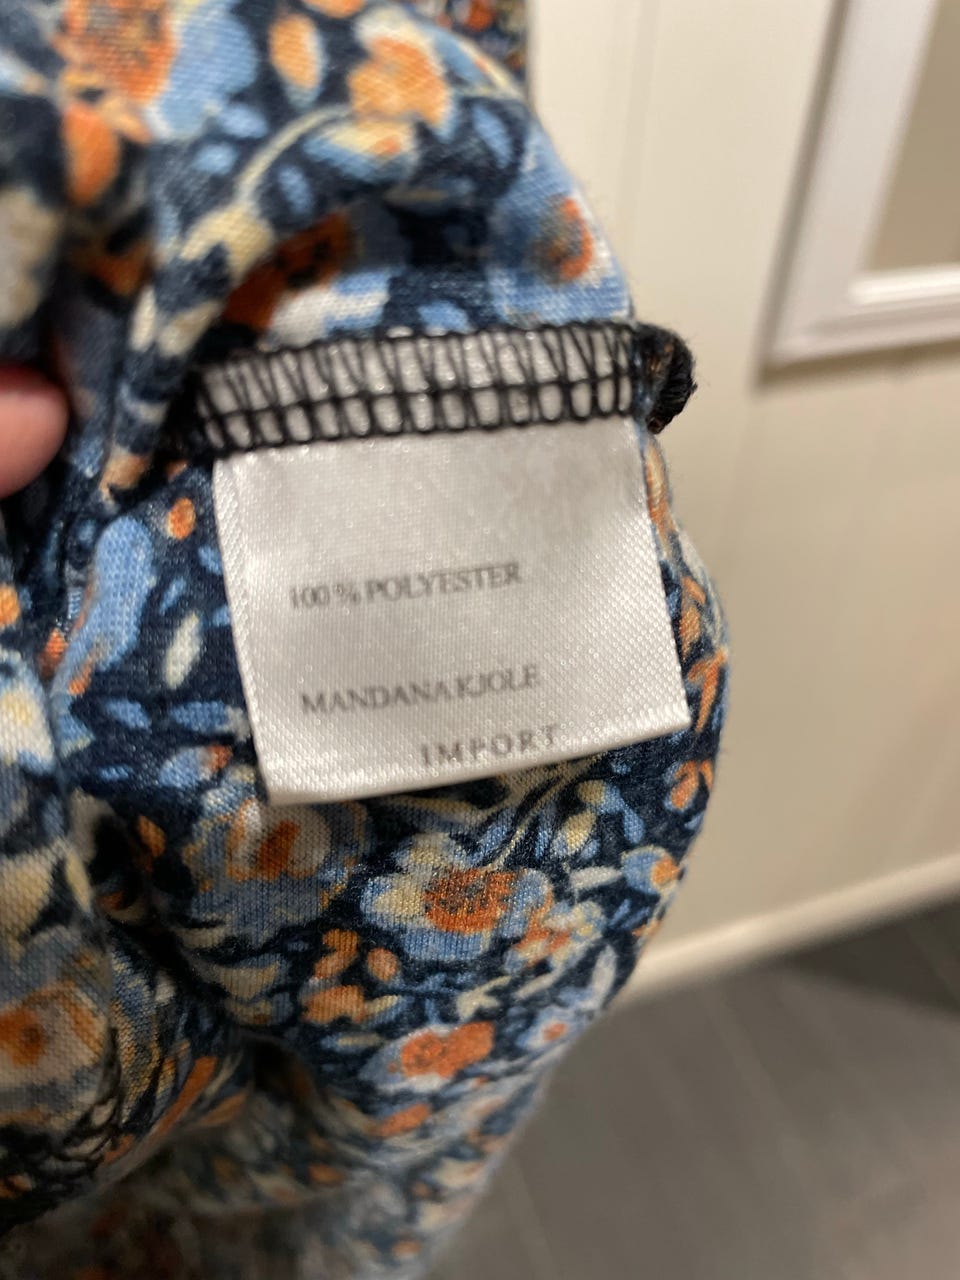 100 % POLYESTER
MANDANA KJOLE
IMPORT